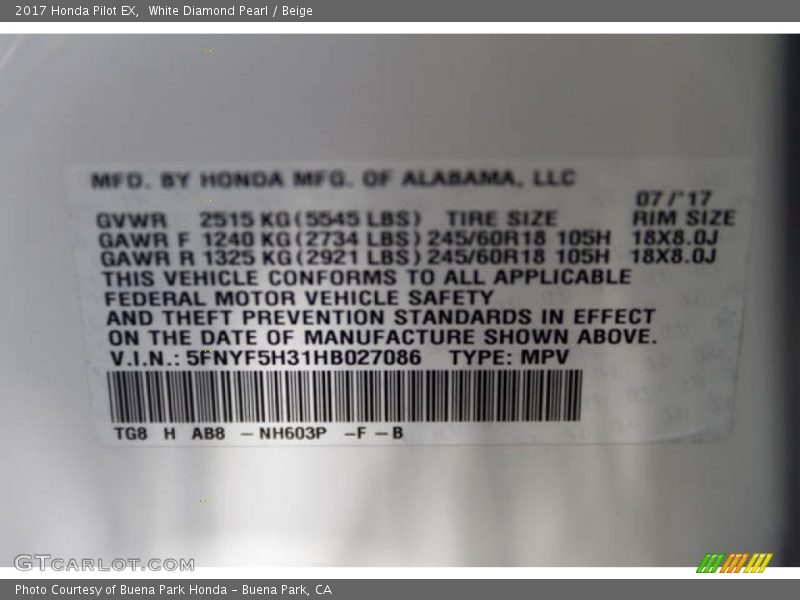 2017 Honda Pilot EX, White Diamond Pearl / Beige
MFD. BY HONDA MFG. OF ALABAMA, LLC
07/'17
GVWR 2515 KG(5545 LBS) TIRE SIZE RIM SIZE
GAWR F 1240 KG(2734 LBS) 245/60R18 105H 18X8.0J
GAWR R 1325 KG(2921 LBS) 245/60R18 105H 18X8.0J
THIS VEHICLE CONFORMS TO ALL APPLICABLE
FEDERAL MOTOR VEHICLE SAFETY
AND THEFT PREVENTION STANDARDS IN EFFECT
ON THE DATE OF MANUFACTURE SHOWN ABOVE.
V.I.N.: 5FNYF5H31HB027086 TYPE: MPV
TG8 H AB8 - NH603P - F - B
GTCARLOT.COM
Photo Courtesy of Buena Park Honda - Buena Park, CA